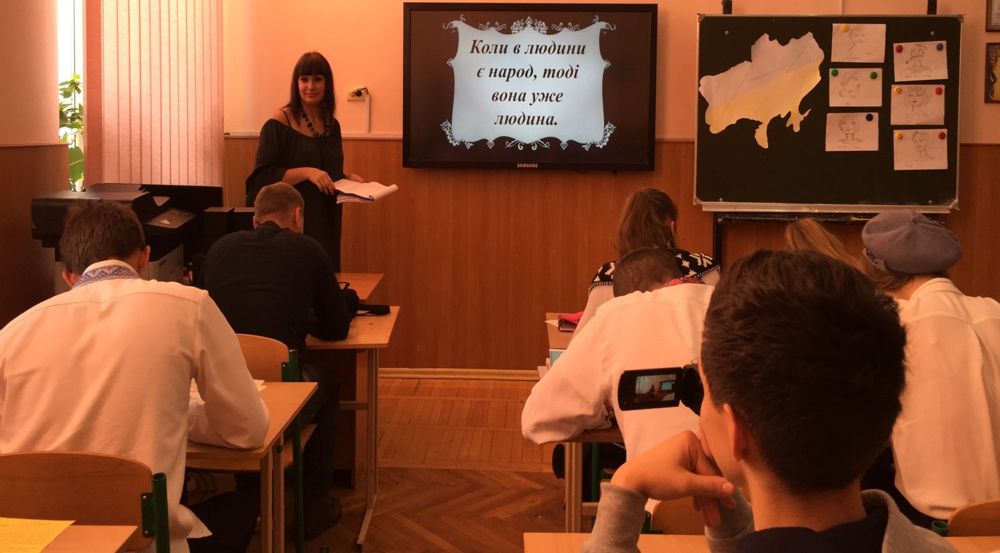 Коли в людини
є народ, тоді
вона уже
людина.
SAMSUNG